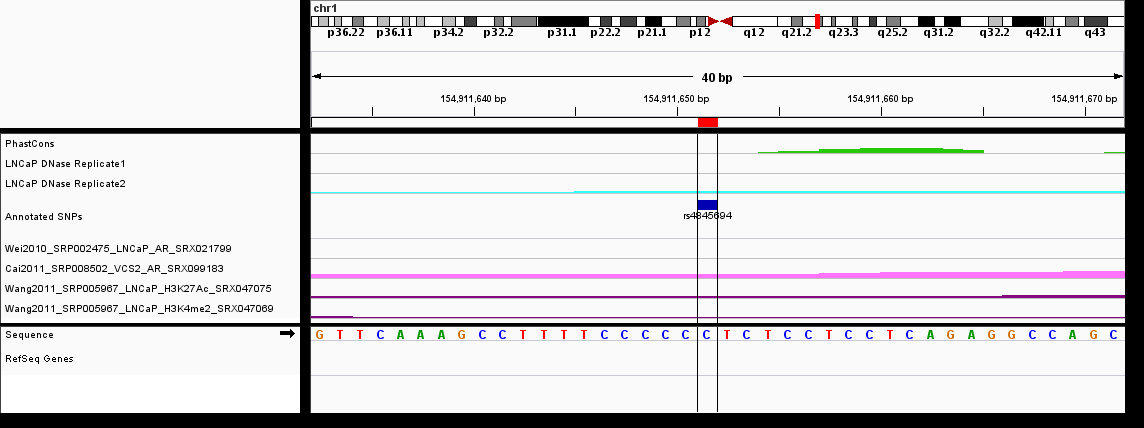 chr1
p36.22 p36.11 p34.2 p32.2 p31.1 p22.2 p21.1 p12 q12 q21.2 q23.3 q25.2 q31.2 q32.2 q42.11 q43
40 bp
154,911,640 bp 154,911,650 bp 154,911,660 bp 154,911,670 bp
PhastCons
LNCaP DNase Replicate1
LNCaP DNase Replicate2
Annotated SNPs
rs4845694
Wei2010_SRP002475_LNCaP_AR_SRX021799
Cai2011_SRP008502_VCS2_AR_SRX099183
Wang2011_SRP005967_LNCaP_H3K27Ac_SRX047075
Wang2011_SRP005967_LNCaP_H3K4me2_SRX047069
Sequence
G T T C A A A G C C T T T T C C C C C C T C T C C T C C T C A G A G G C C A G C
RefSeq Genes